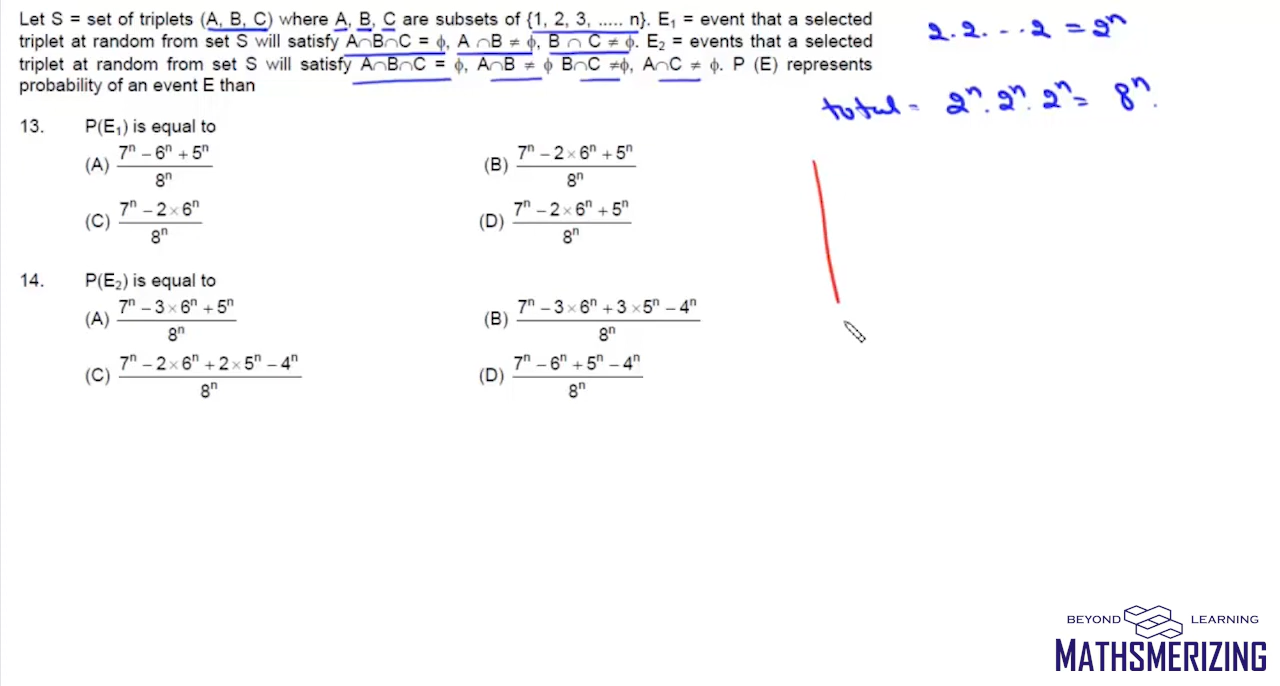 Let S = set of triplets (A, B, C) where A, B, C are subsets of {1, 2, 3, ..... n}. E₁ = event that a selected
triplet at random from set S will satisfy A∩B∩C = ϕ, A ∩B ≠ ϕ, B ∩ C ≠ ϕ. E₂ = events that a selected
triplet at random from set S will satisfy A∩B∩C = ϕ, A∩B ≠ ϕ B∩C ≠ϕ, A∩C ≠ ϕ. P (E) represents
probability of an event E than
2.2. - .. 2 = 2ⁿ
total = 2ⁿ. 2ⁿ. 2ⁿ = 8ⁿ.
13. P(E₁) is equal to
(A) (7ⁿ − 6ⁿ + 5ⁿ)/8ⁿ (B) (7ⁿ − 2 × 6ⁿ + 5ⁿ)/8ⁿ
(C) (7ⁿ − 2 × 6ⁿ)/8ⁿ (D) (7ⁿ − 2 × 6ⁿ + 5ⁿ)/8ⁿ
14. P(E₂) is equal to
(A) (7ⁿ − 3 × 6ⁿ + 5ⁿ)/8ⁿ (B) (7ⁿ − 3 × 6ⁿ + 3 × 5ⁿ − 4ⁿ)/8ⁿ
(C) (7ⁿ − 2 × 6ⁿ + 2 × 5ⁿ − 4ⁿ)/8ⁿ (D) (7ⁿ − 6ⁿ + 5ⁿ − 4ⁿ)/8ⁿ
BEYOND LEARNING
MATHSMERIZING